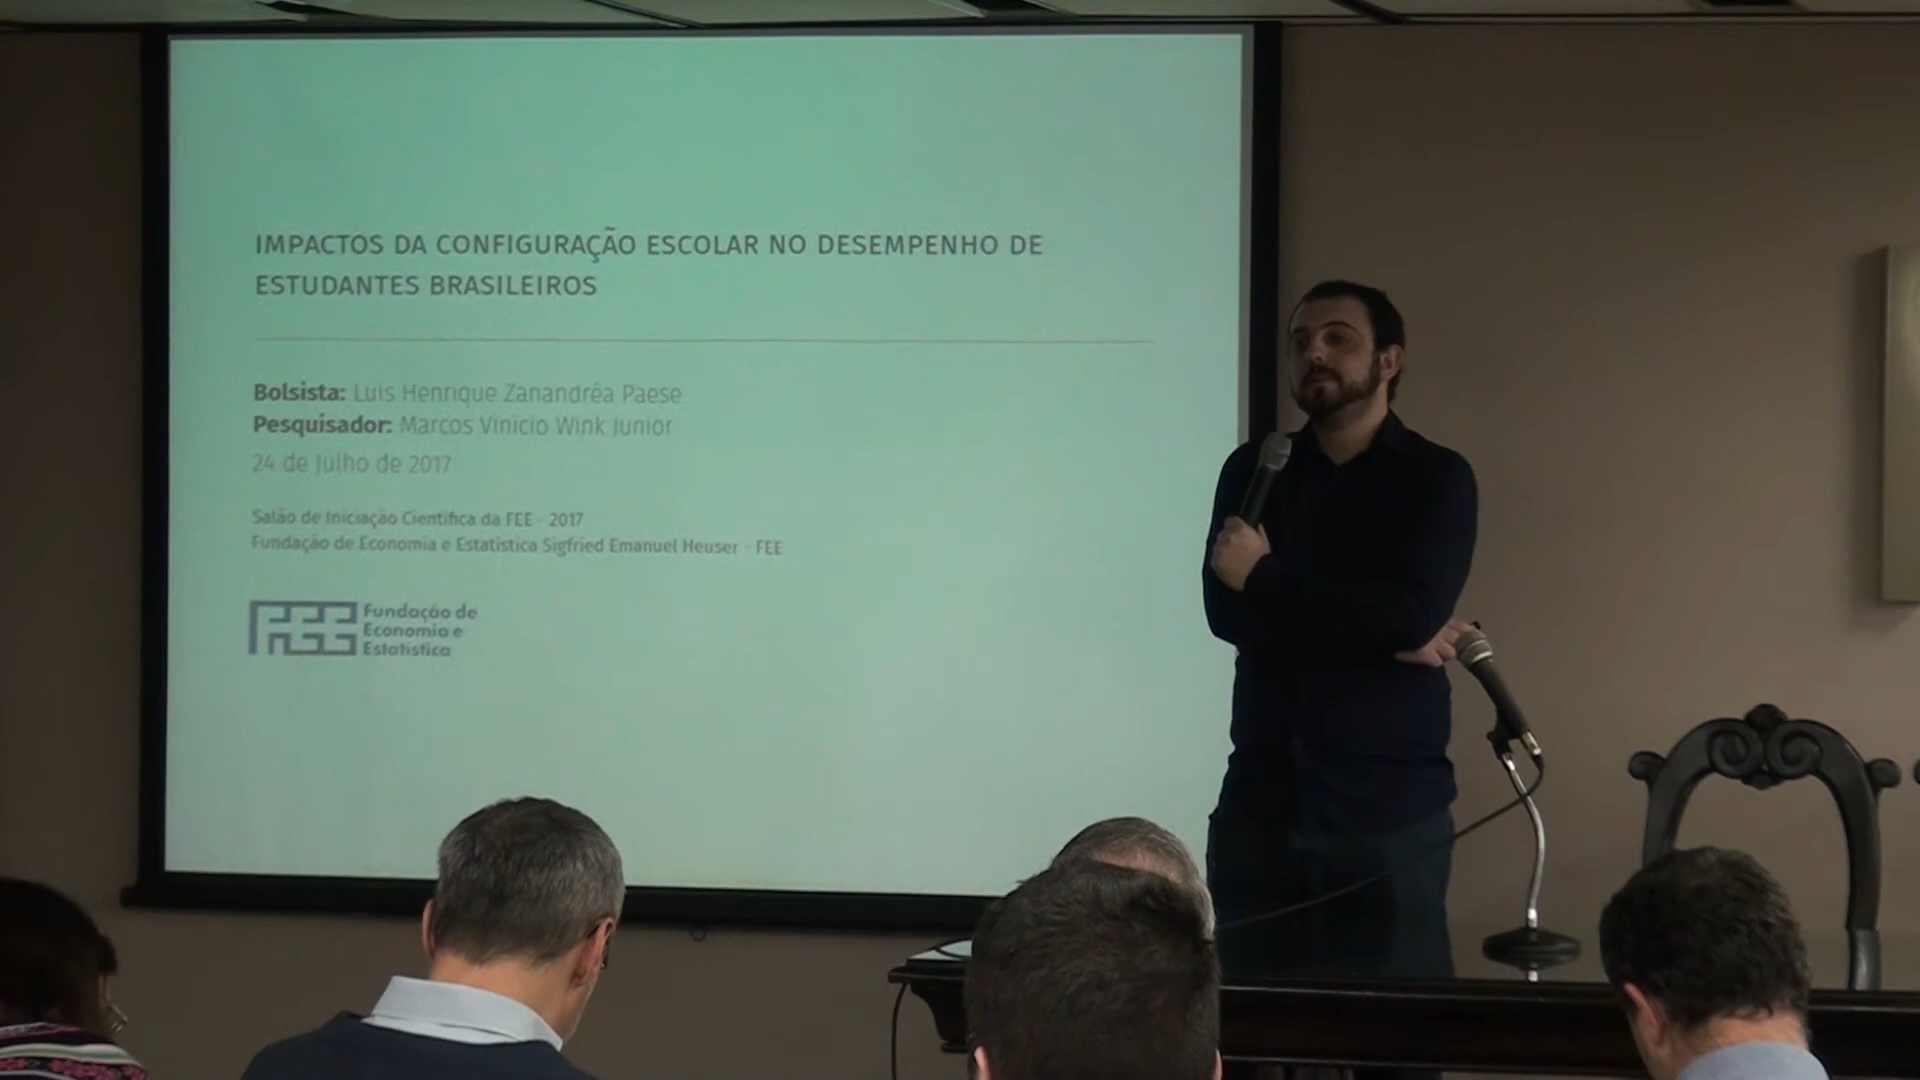 IMPACTOS DA CONFIGURAÇÃO ESCOLAR NO DESEMPENHO DE
ESTUDANTES BRASILEIROS
Bolsista: Luis Henrique Zanandréa Paese
Pesquisador: Marcos Vinicio Wink Junior
24 de Julho de 2017
Salão de Iniciação Científica da FEE - 2017
Fundação de Economia e Estatística Sigfried Emanuel Heuser - FEE
FEE Fundação de
Economia e
Estatística